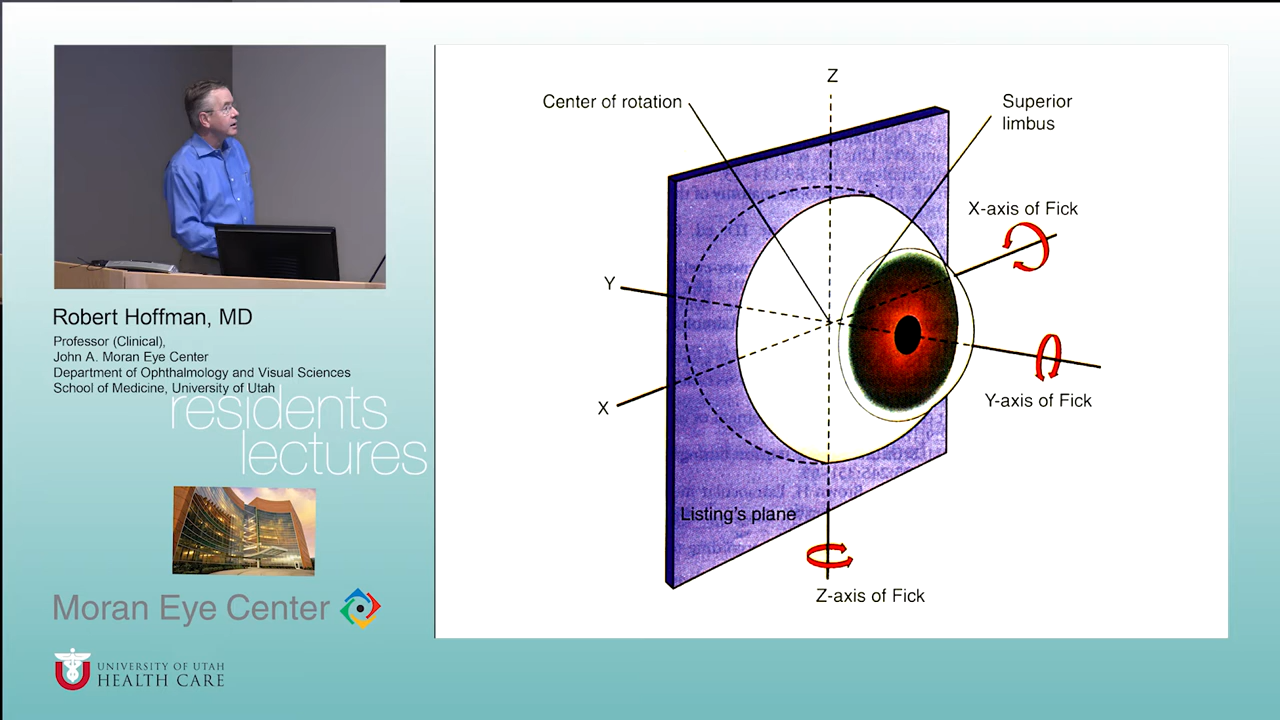 Robert Hoffman, MD
Professor (Clinical),
John A. Moran Eye Center
Department of Ophthalmology and Visual Sciences
School of Medicine, University of Utah
residents
lectures
Moran Eye Center
UNIVERSITY OF UTAH
HEALTH CARE
Z
Center of rotation
Superior
limbus
X-axis of Fick
Y
X
Y-axis of Fick
Listing's plane
Z-axis of Fick